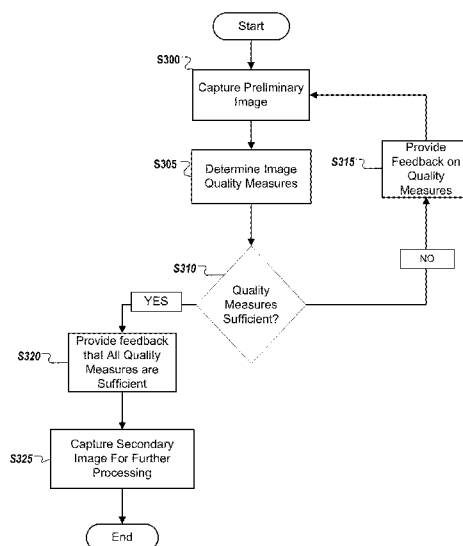 Start
S300
Capture Preliminary
Image
S305
Determine Image
Quality Measures
S310
Quality
Measures
Sufficient?
NO
S315
Provide
Feedback on
Quality
Measures
YES
S320
Provide feedback
that All Quality
Measures are
Sufficient
S325
Capture Secondary
Image For Further
Processing
End